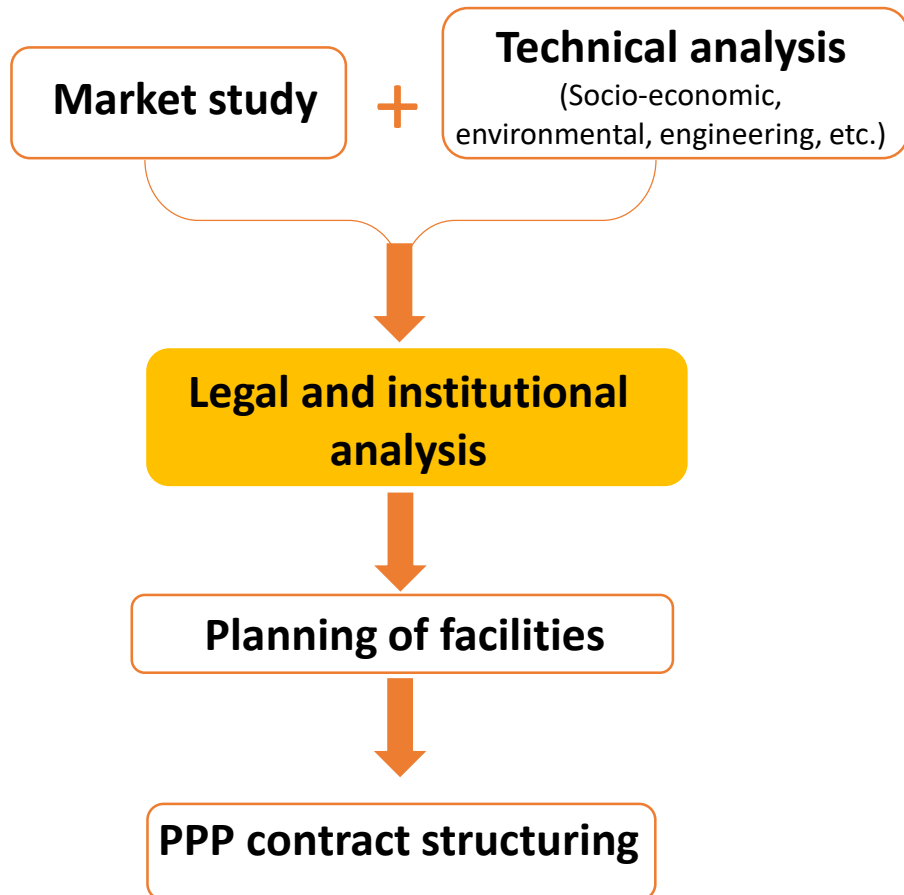 Market study
+
Technical analysis
(Socio-economic,
environmental, engineering, etc.)
Legal and institutional
analysis
Planning of facilities
PPP contract structuring